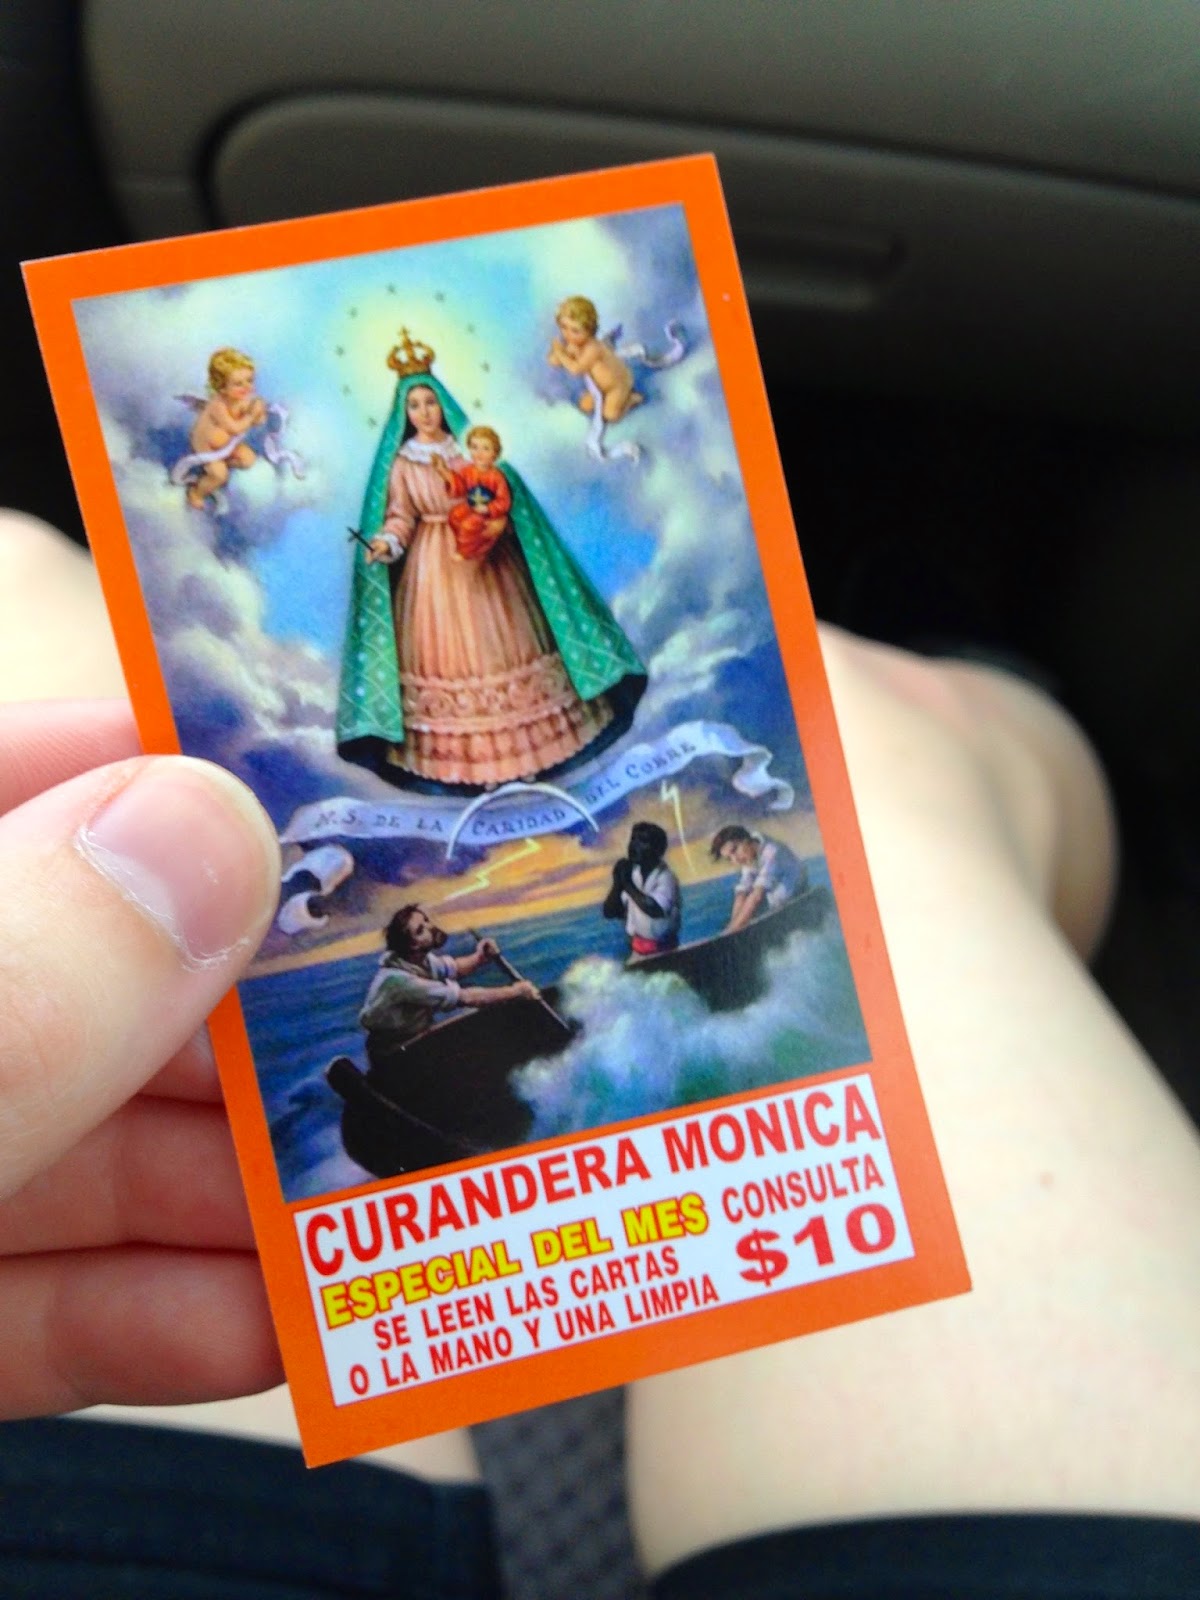 N.S. DE LA CARIDAD DEL COBRE
CURANDERA MONICA
ESPECIAL DEL MES
SE LEEN LAS CARTAS
O LA MANO Y UNA LIMPIA
CONSULTA
$10